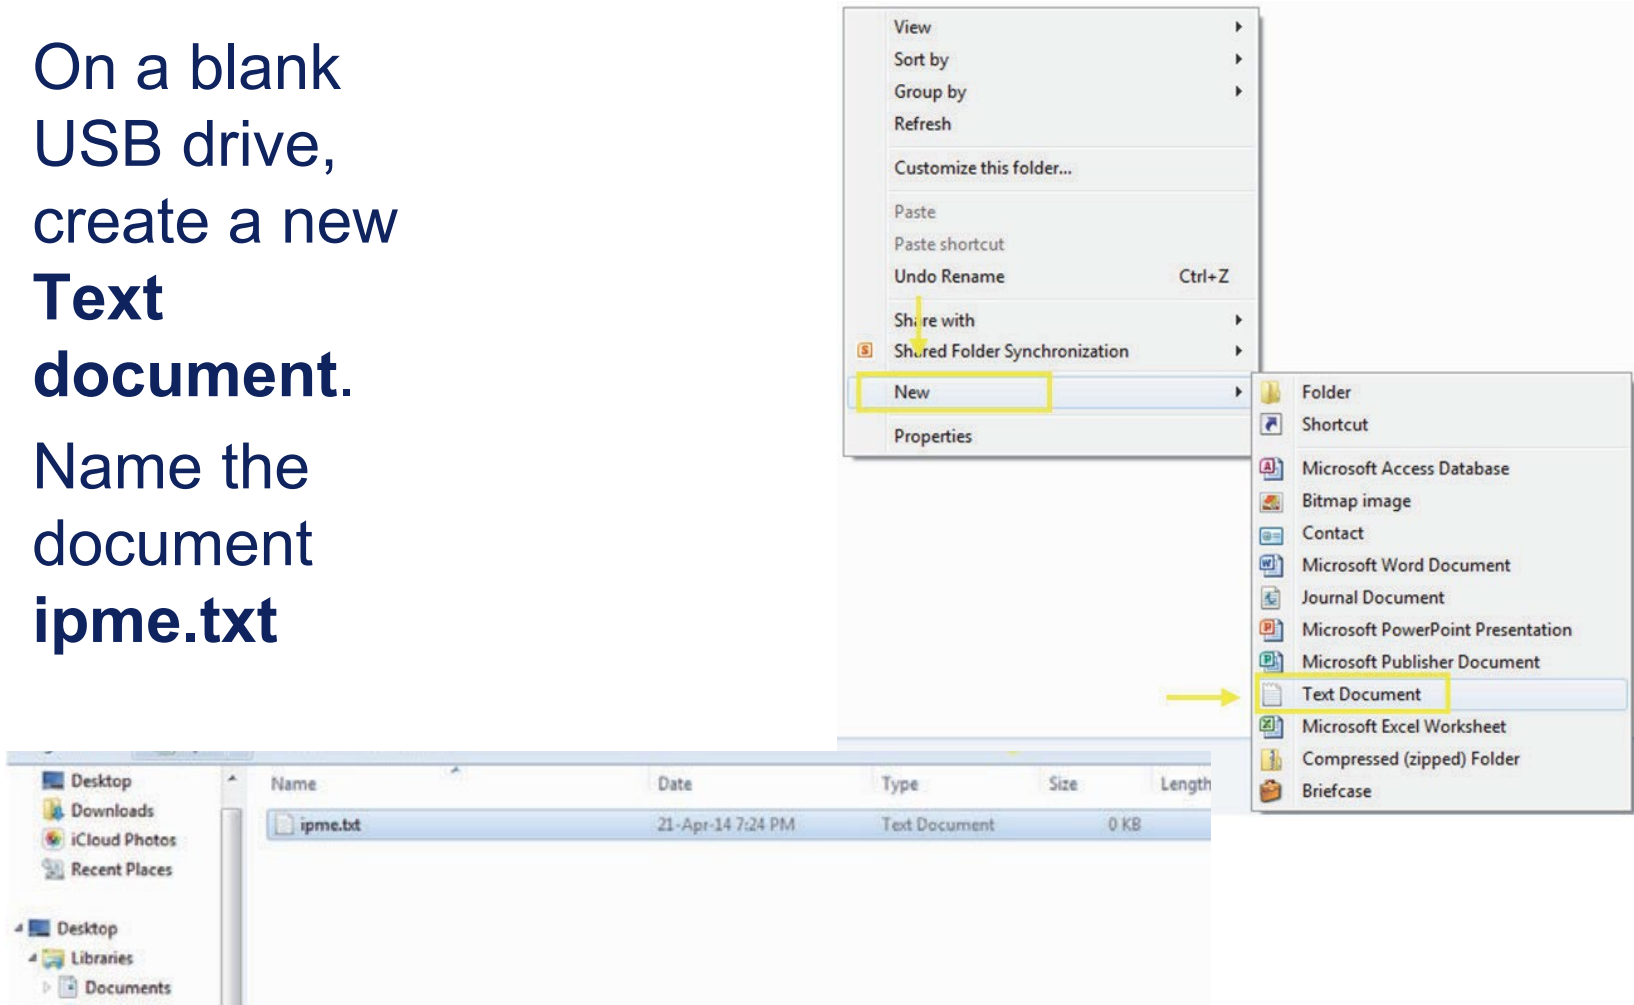 On a blank
USB drive,
create a new
Text
document.
Name the
document
ipme.txt
View
Sort by
Group by
Refresh
Customize this folder...
Paste
Paste shortcut
Undo Rename Ctrl+Z
Share with
Shared Folder Synchronization
New
Properties
Folder
Shortcut
Microsoft Access Database
Bitmap image
Contact
Microsoft Word Document
Journal Document
Microsoft PowerPoint Presentation
Microsoft Publisher Document
Text Document
Microsoft Excel Worksheet
Compressed (zipped) Folder
Briefcase
Desktop
Downloads
iCloud Photos
Recent Places
Desktop
Libraries
Documents
Name Date Type Size Length
ipme.txt 21-Apr-14 7:24 PM Text Document 0 KB